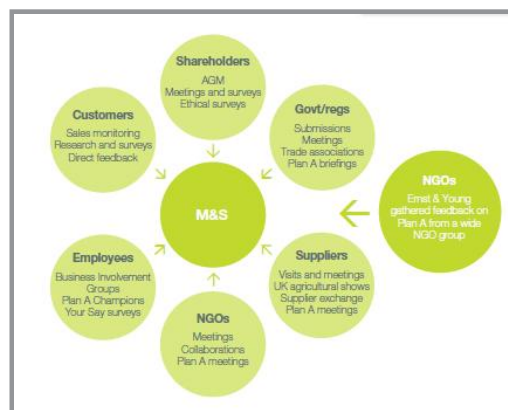 Shareholders
AGM
Meetings and surveys
Ethical surveys
Customers
Sales monitoring
Research and surveys
Direct feedback
Govt/regs
Submissions
Meetings
Trade associations
Plan A briefings
M&S
NGOs
Ernst & Young
gathered feedback on
Plan A from a wide
NGO group
Employees
Business Involvement
Groups
Plan A Champions
Your Say surveys
NGOs
Meetings
Collaborations
Plan A meetings
Suppliers
Visits and meetings
UK agricultural shows
Supplier exchange
Plan A meetings